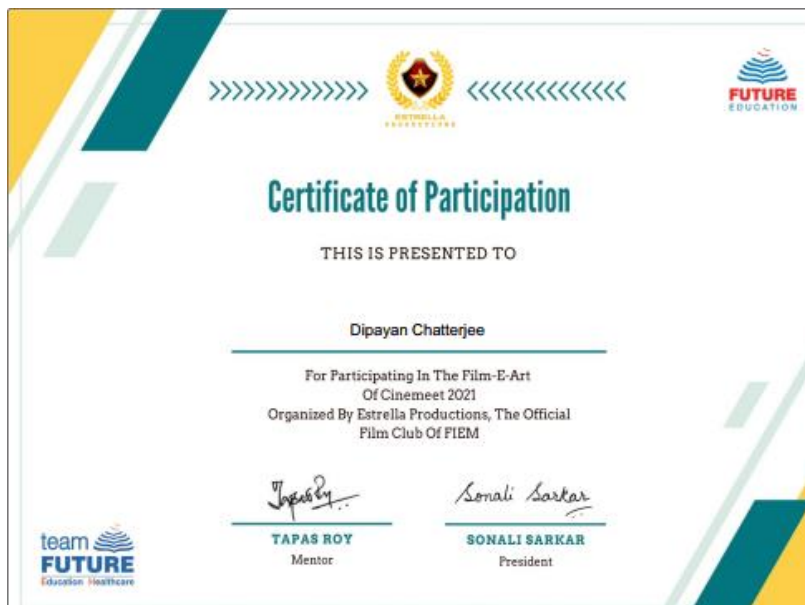 ESTRELLA
PRODUCTIONS
FUTURE
EDUCATION
Certificate of Participation
THIS IS PRESENTED TO
Dipayan Chatterjee
For Participating In The Film-E-Art
Of Cinemeet 2021
Organized By Estrella Productions, The Official
Film Club Of FIEM
Sonali Sarkar
TAPAS ROY
Mentor
SONALI SARKAR
President
team
FUTURE
Education Healthcare